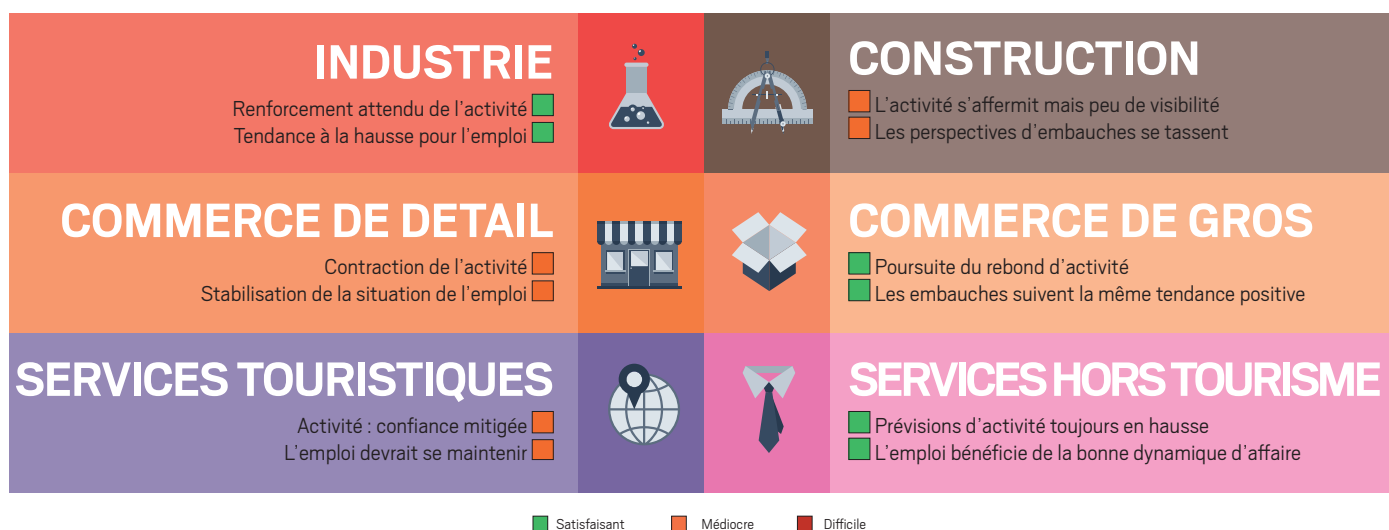 INDUSTRIE
Renforcement attendu de l'activité
Tendance à la hausse pour l'emploi
CONSTRUCTION
L'activité s'affermit mais peu de visibilité
Les perspectives d'embauches se tassent
COMMERCE DE DETAIL
Contraction de l'activité
Stabilisation de la situation de l'emploi
COMMERCE DE GROS
Poursuite du rebond d'activité
Les embauches suivent la même tendance positive
SERVICES TOURISTIQUES
Activité : confiance mitigée
L'emploi devrait se maintenir
SERVICES HORS TOURISME
Prévisions d'activité toujours en hausse
L'emploi bénéficie de la bonne dynamique d'affaire
Satisfaisant Médiocre Difficile